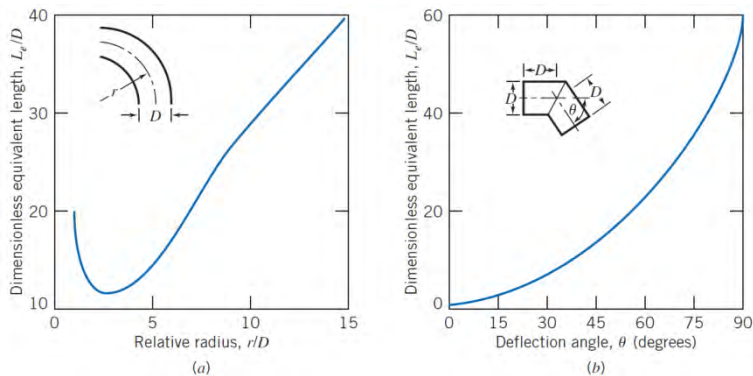 40
30
20
10
0
5
10
15
Dimensionless equivalent length, Lₑ/D
r
D
Relative radius, r/D
(a)
60
40
20
0
0
15
30
45
60
75
90
Dimensionless equivalent length, Lₑ/D
D
D
D
θ
Deflection angle, θ (degrees)
(b)